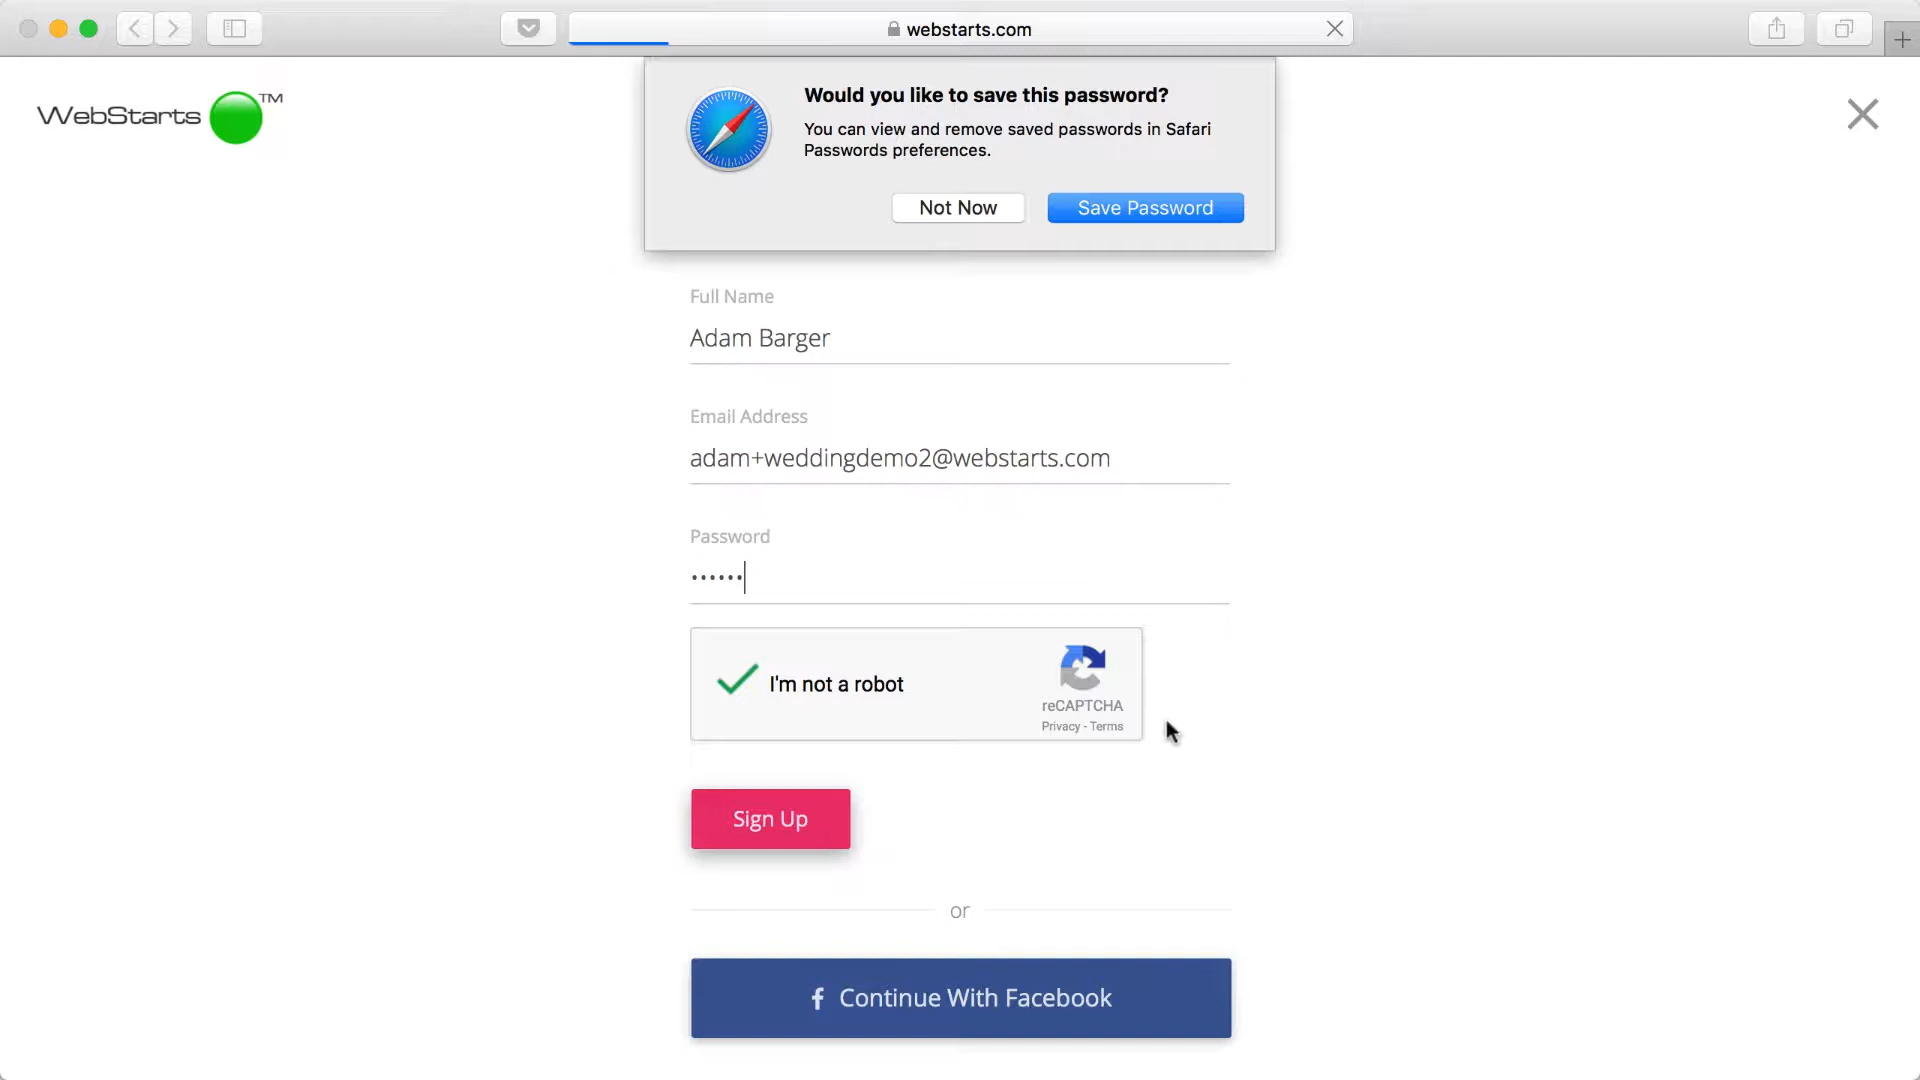 webstarts.com
WebStarts ™
Would you like to save this password?
You can view and remove saved passwords in Safari
Passwords preferences.
Not Now
Save Password
Full Name
Adam Barger
Email Address
adam+weddingdemo2@webstarts.com
Password
••••••
I'm not a robot
reCAPTCHA
Privacy - Terms
Sign Up
or
f Continue With Facebook